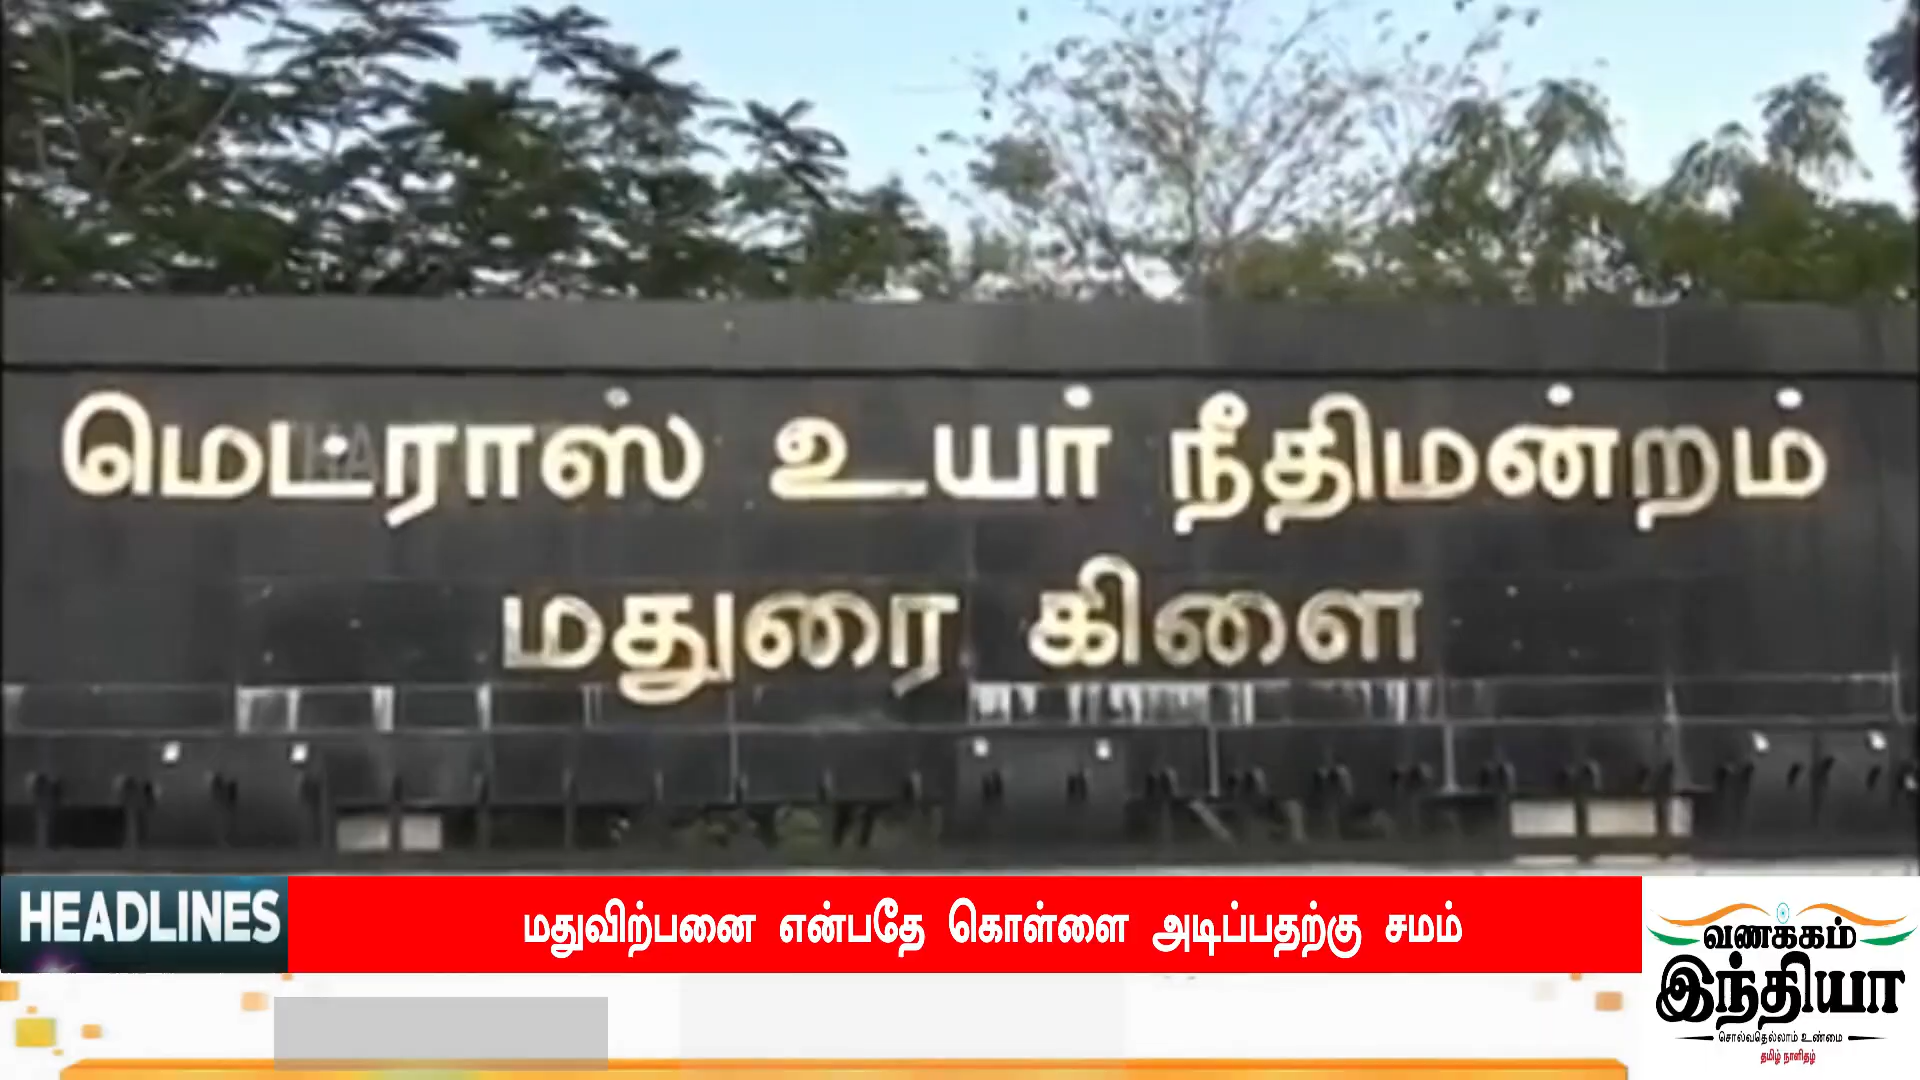 மெட்ராஸ் உயர் நீதிமன்றம்
மதுரை கிளை
HEADLINES
மதுவிற்பனை என்பதே கொள்ளை அடிப்பதற்கு சமம்
வணக்கம்
இந்தியா
சொல்வதெல்லாம் உண்மை
தமிழ் நாளிதழ்